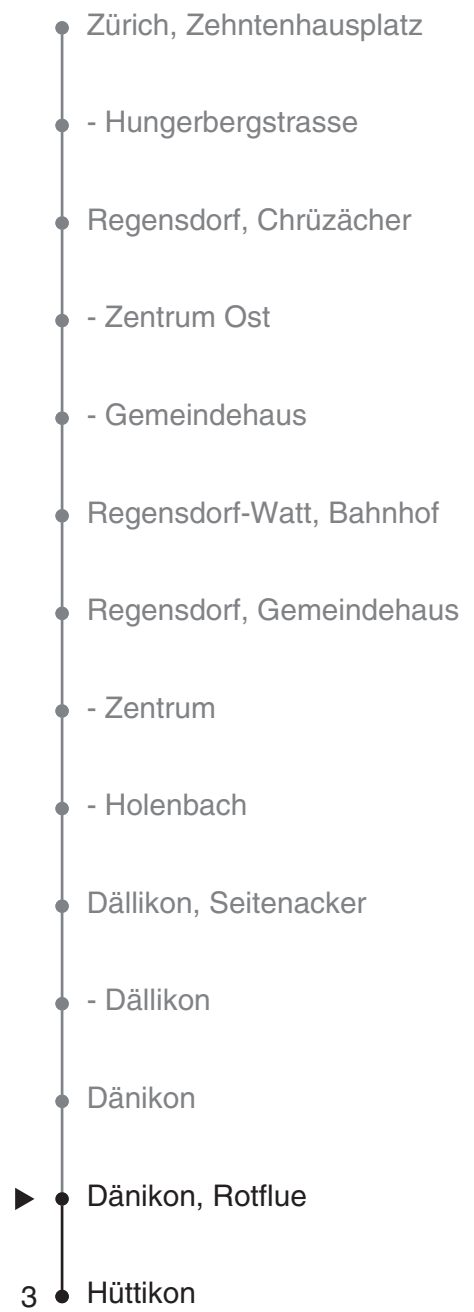 Zürich, Zehntenhausplatz
- Hungerbergstrasse
Regensdorf, Chrüzächer
- Zentrum Ost
- Gemeindehaus
Regensdorf-Watt, Bahnhof
Regensdorf, Gemeindehaus
- Zentrum
- Holenbach
Dällikon, Seitenacker
- Dällikon
Dänikon
Dänikon, Rotflue
3 Hüttikon